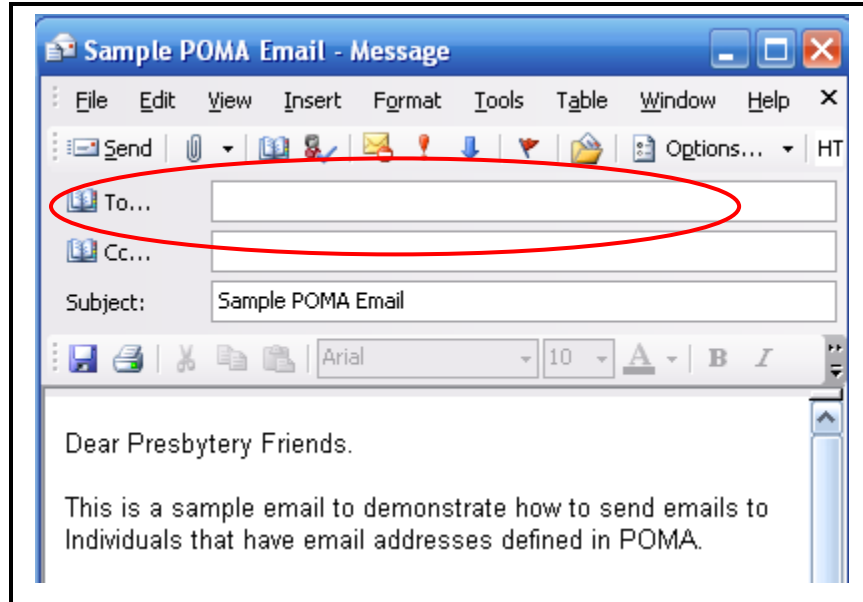 Sample POMA Email - Message
File Edit View Insert Format Tools Table Window Help
Send Options... HT
To...
Cc...
Subject: Sample POMA Email
Arial 10 A B I
Dear Presbytery Friends.
This is a sample email to demonstrate how to send emails to
Individuals that have email addresses defined in POMA.